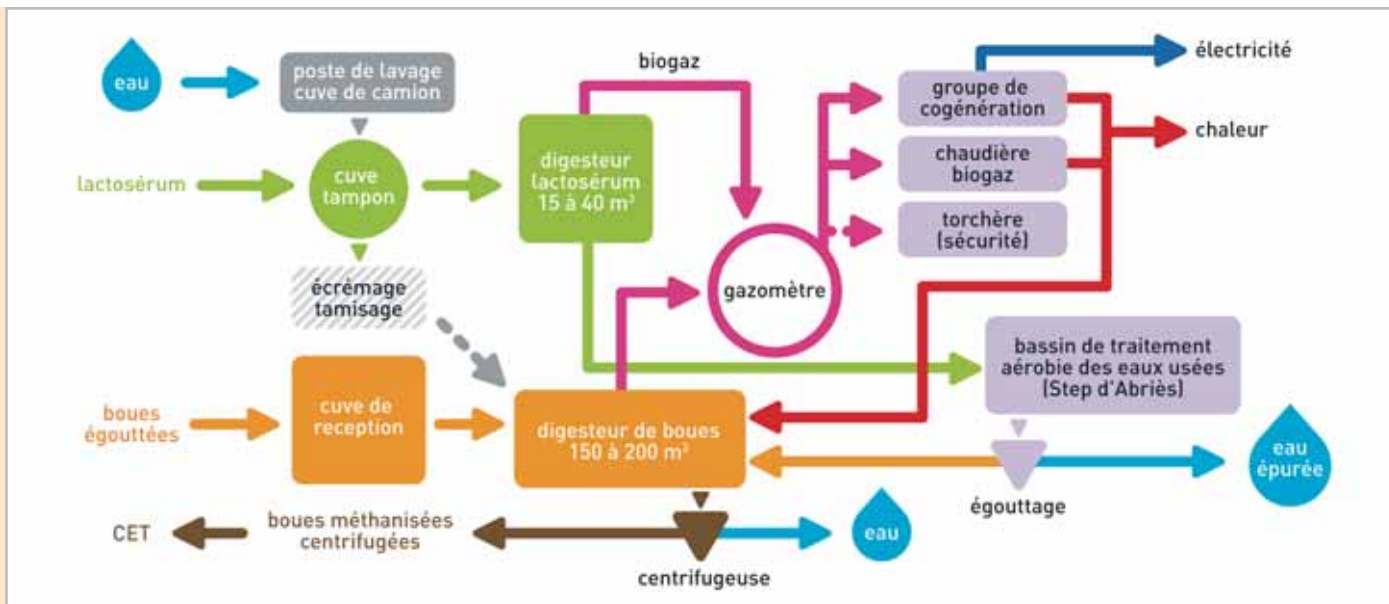 eau
poste de lavage
cuve de camion
biogaz
groupe de
cogénération
électricité
chaleur
lactosérum
cuve
tampon
digesteur
lactosérum
15 à 40 m³
chaudière
biogaz
torchère
(sécurité)
écrémage
tamisage
gazomètre
bassin de traitement
aérobie des eaux usées
(Step d'Abriès)
boues
égouttées
cuve de
reception
digesteur de boues
150 à 200 m³
eau
épurée
égouttage
CET
boues méthanisées
centrifugées
eau
centrifugeuse